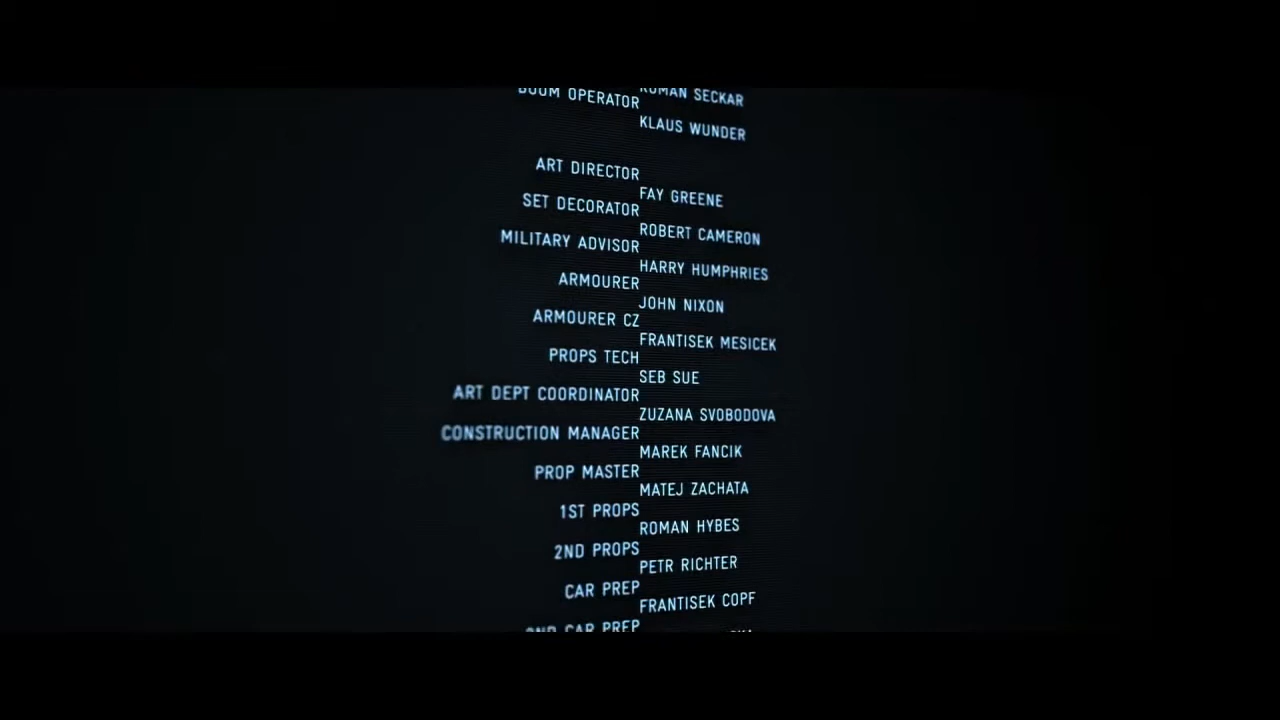 BOOM OPERATOR
ROMAN SECKAR
KLAUS WUNDER
ART DIRECTOR
FAY GREENE
SET DECORATOR
ROBERT CAMERON
MILITARY ADVISOR
HARRY HUMPHRIES
ARMOURER
JOHN NIXON
ARMOURER CZ
FRANTISEK MESICEK
PROPS TECH
SEB SUE
ART DEPT COORDINATOR
ZUZANA SVOBODOVA
CONSTRUCTION MANAGER
MAREK FANCIK
PROP MASTER
MATEJ ZACHATA
1ST PROPS
ROMAN HYBES
2ND PROPS
PETR RICHTER
CAR PREP
FRANTISEK COPF
2ND CAR PREP